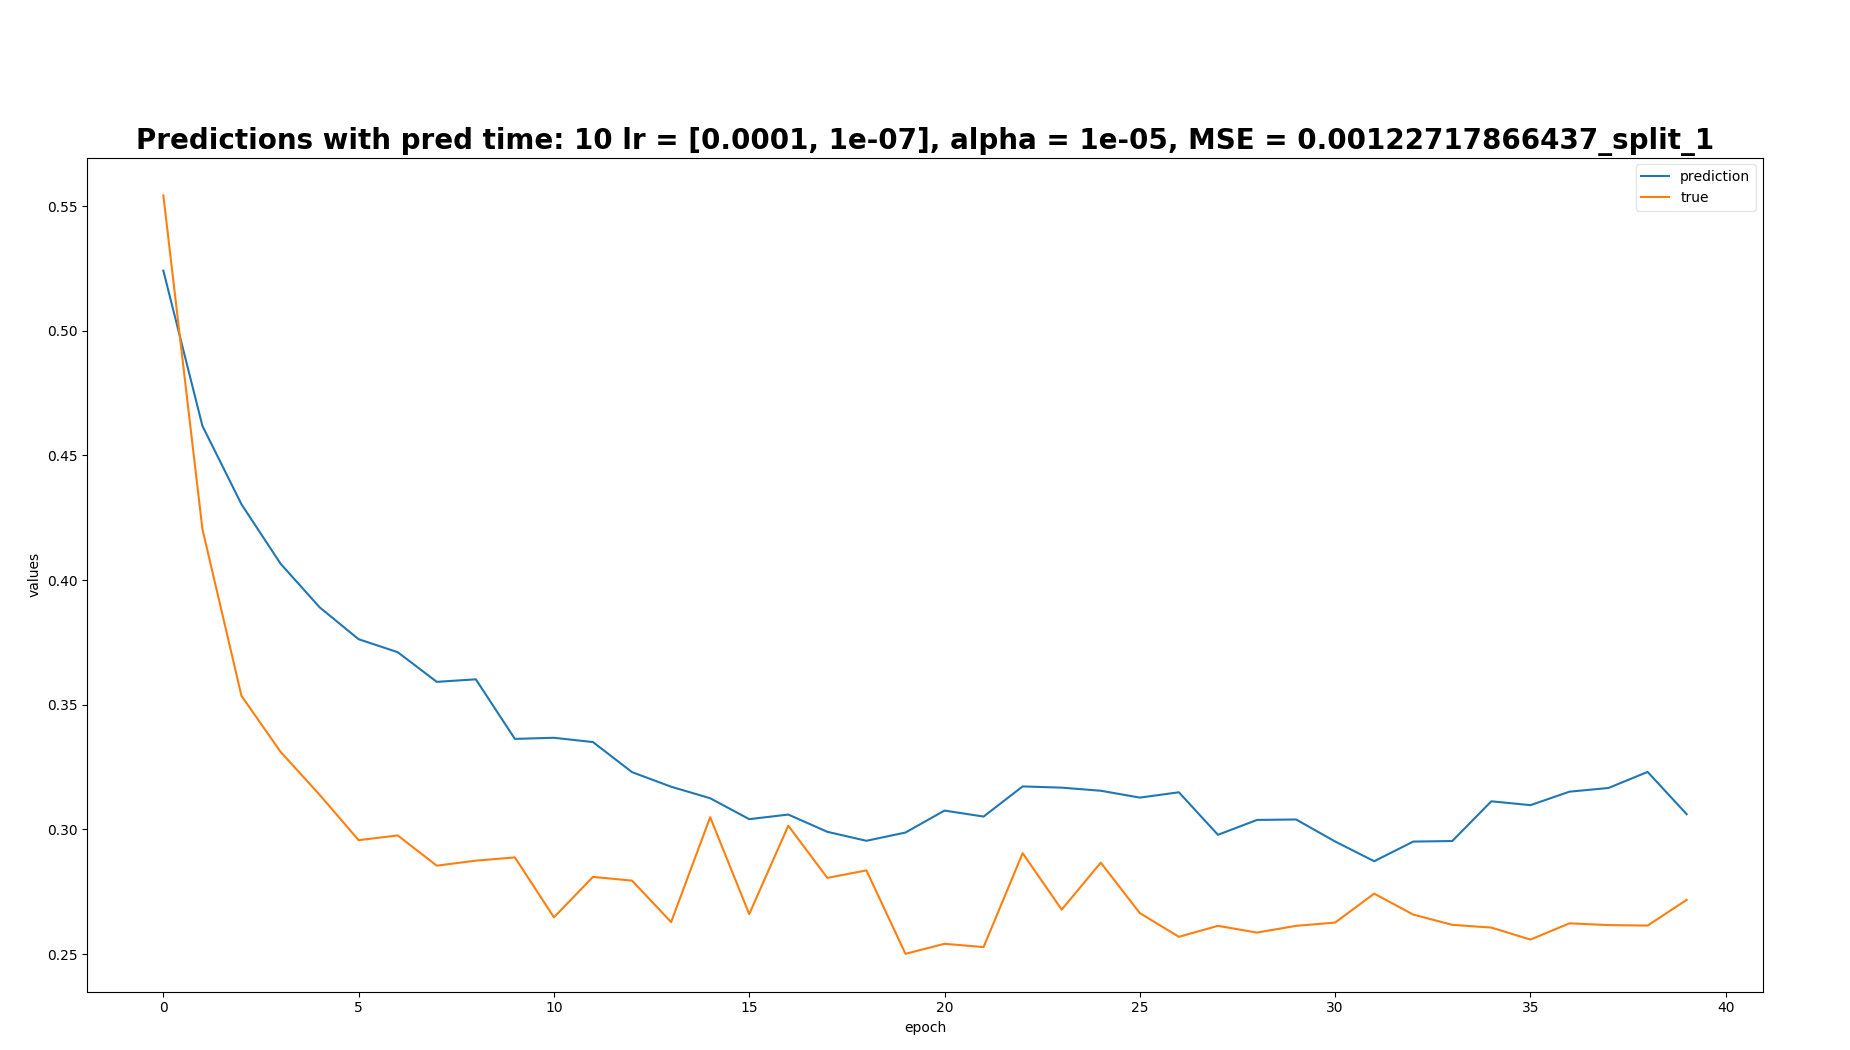 Predictions with pred time: 10 lr = [0.0001, 1e-07], alpha = 1e-05, MSE = 0.00122717866437_split_1
prediction
true
values
0.55
0.50
0.45
0.40
0.35
0.30
0.25
0 5 10 15 20 25 30 35 40
epoch